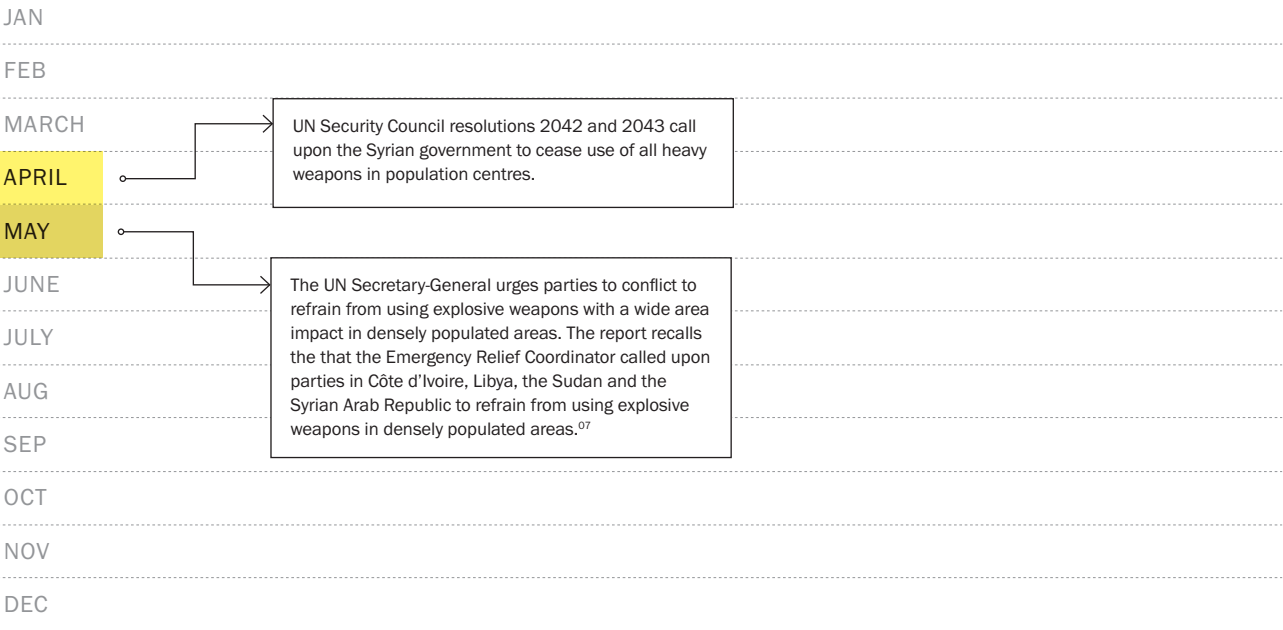 JAN
FEB
MARCH
APRIL
MAY
JUNE
JULY
AUG
SEP
OCT
NOV
DEC
UN Security Council resolutions 2042 and 2043 call
upon the Syrian government to cease use of all heavy
weapons in population centres.
The UN Secretary-General urges parties to conflict to
refrain from using explosive weapons with a wide area
impact in densely populated areas. The report recalls
the that the Emergency Relief Coordinator called upon
parties in Côte d’Ivoire, Libya, the Sudan and the
Syrian Arab Republic to refrain from using explosive
weapons in densely populated areas.⁰⁷